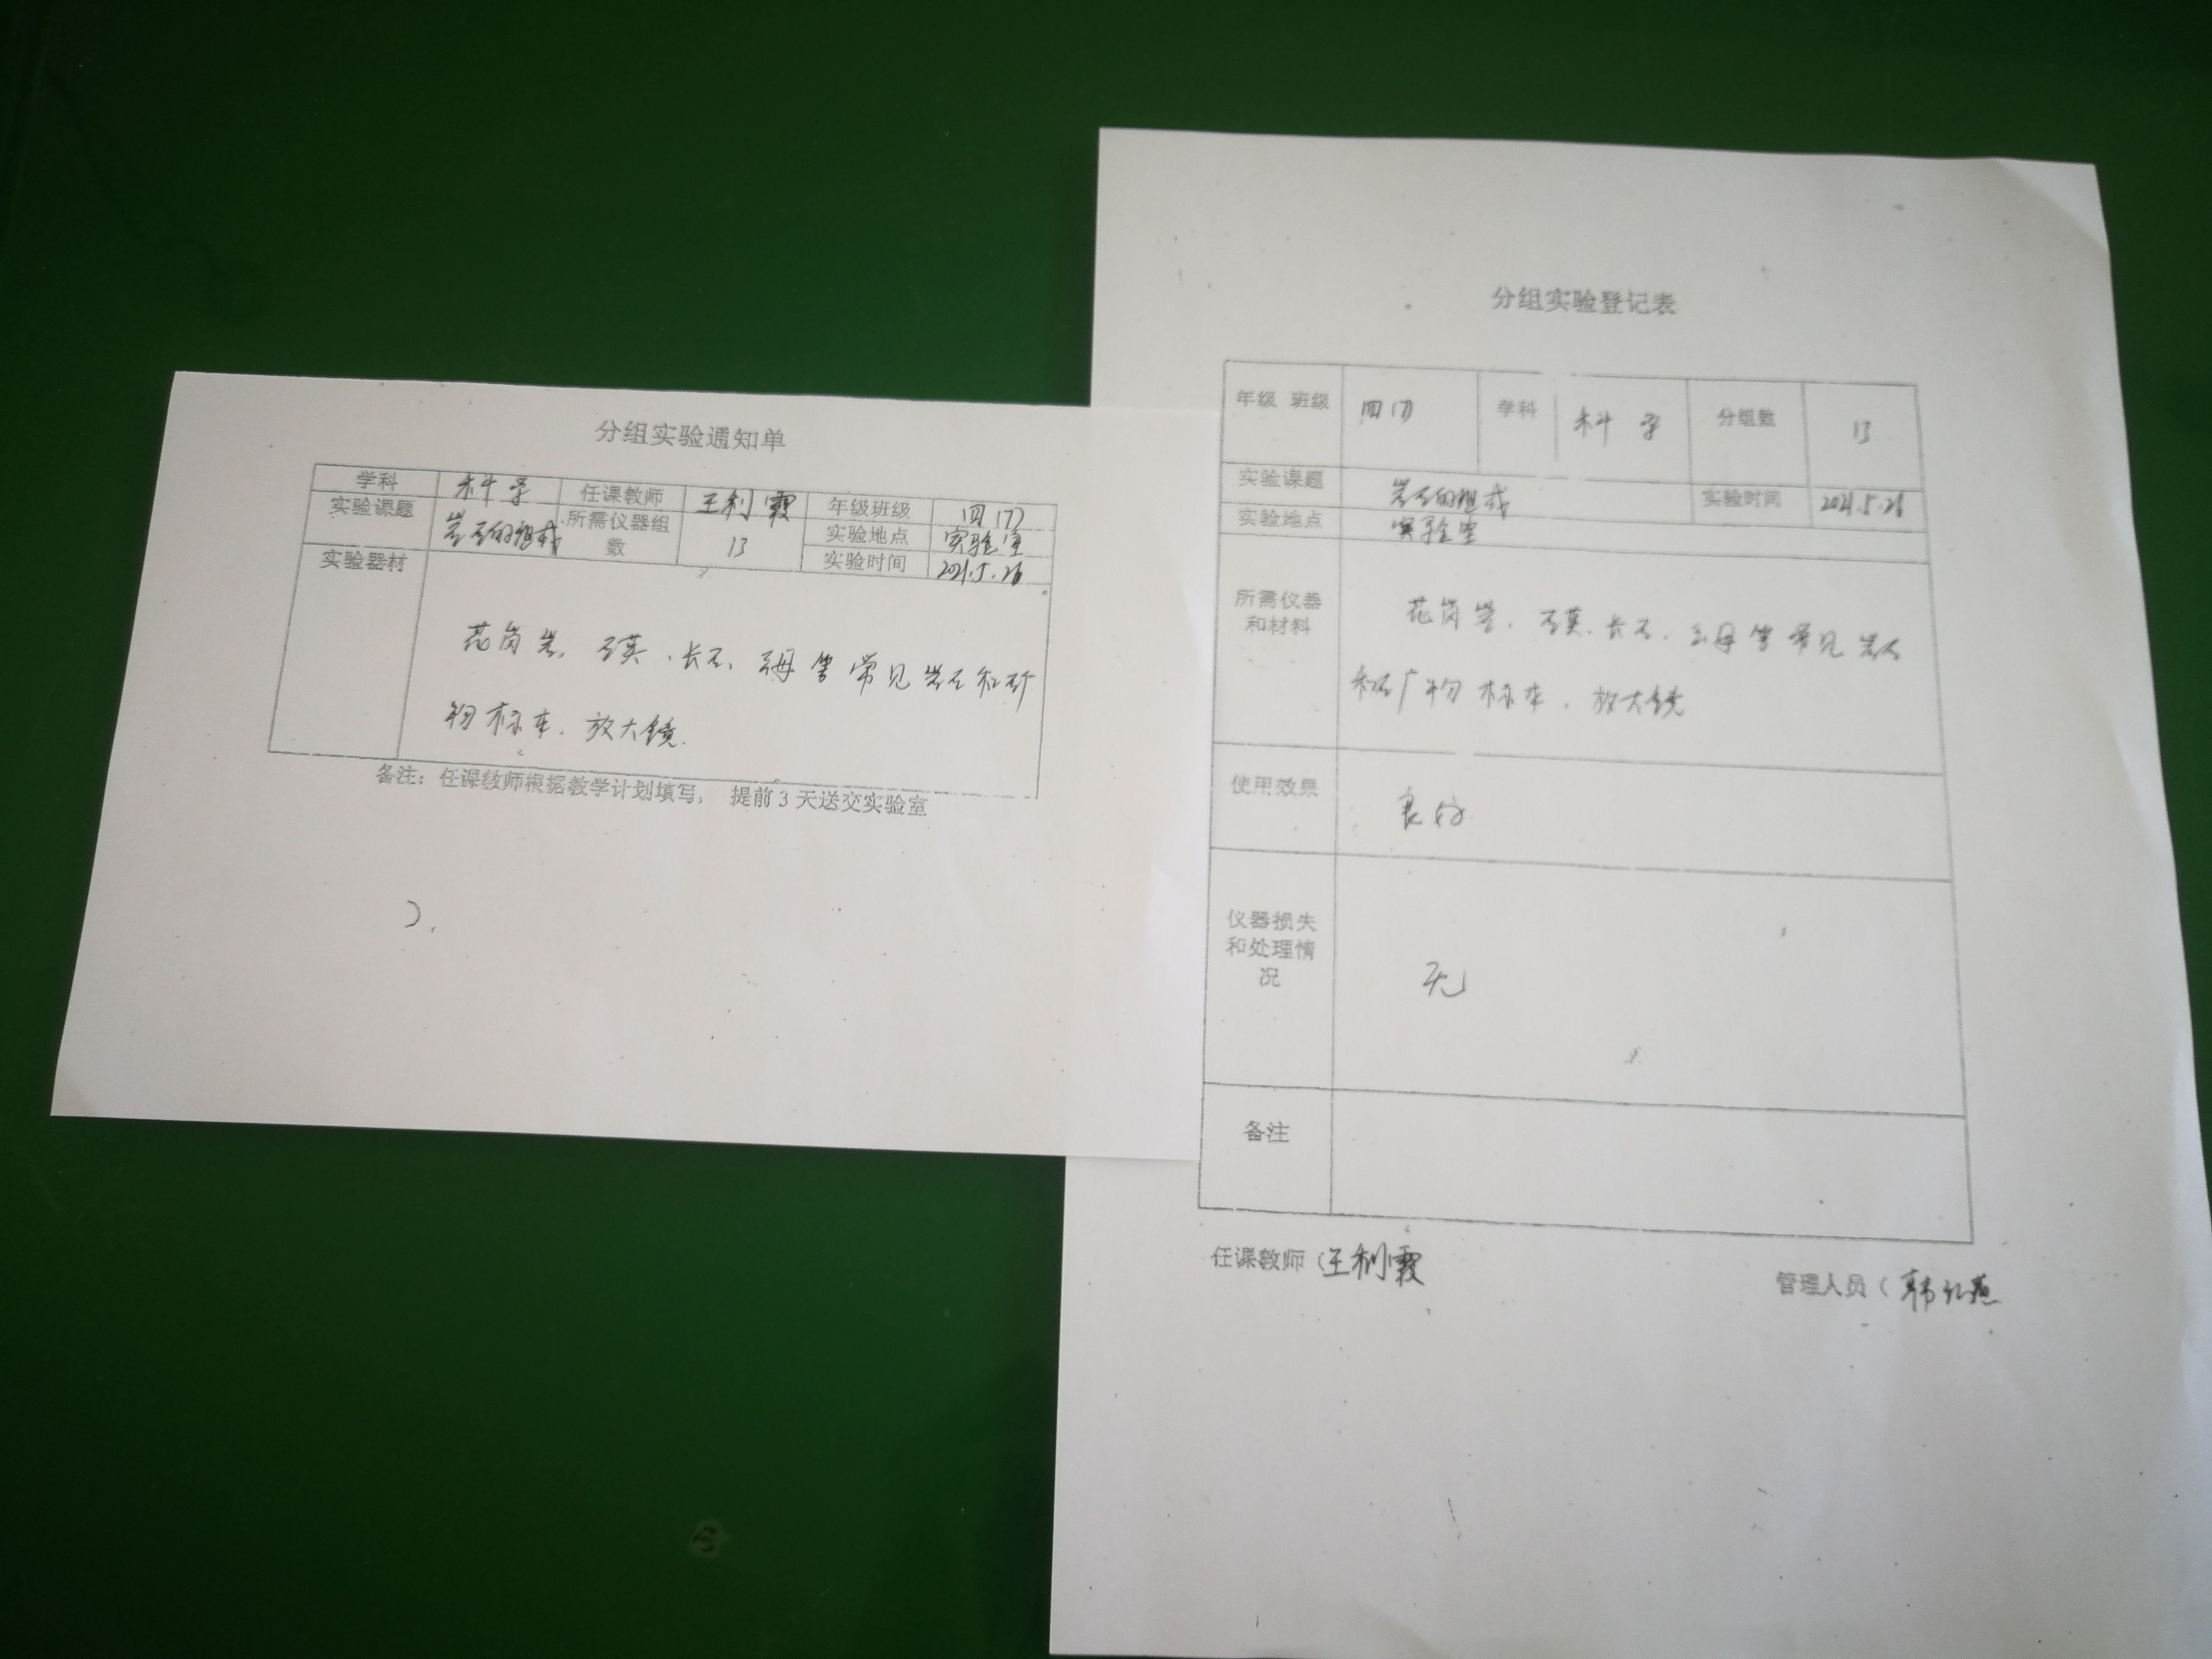 分组实验通知单
学科 科学 任课教师 王利霞 年级班级 四(7)
实验课题 岩石的组成 所需仪器组数 13 实验地点 实验室
实验时间 2021.5.26
实验器材
花岗岩、石英、长石、云母等常见岩石和矿
物标本、放大镜.
备注：任课教师根据教学计划填写， 提前3天送交实验室
分组实验登记表
年级 班级 四(7) 学科 科学 分组数 13
实验课题 岩石的组成 实验时间 2021.5.26
实验地点 实验室
所需仪器
和材料
花岗岩、石英、长石、云母等常见岩石
和矿物标本、放大镜
使用效果 良好
仪器损失
和处理情
况
无
备注
任课教师（王利霞
管理人员（韩红燕